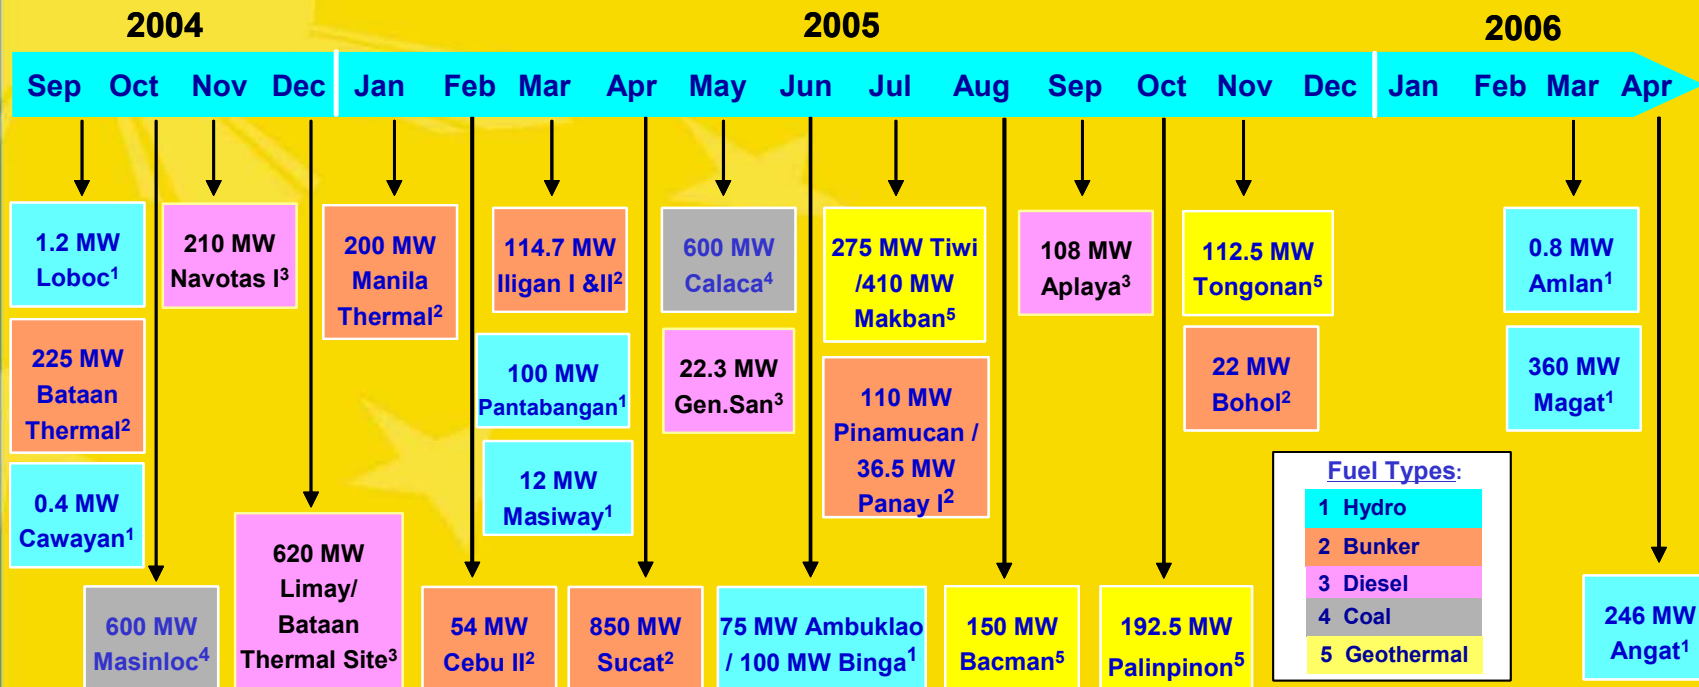 2004
2005
2006
Sep Oct Nov Dec Jan Feb Mar Apr May Jun Jul Aug Sep Oct Nov Dec Jan Feb Mar Apr
1.2 MW
Loboc¹
225 MW
Bataan
Thermal²
0.4 MW
Cawayan¹
600 MW
Masinloc⁴
210 MW
Navotas I³
620 MW
Limay/
Bataan
Thermal Site³
200 MW
Manila
Thermal²
54 MW
Cebu II²
114.7 MW
Iligan I &II²
100 MW
Pantabangan¹
12 MW
Masiway¹
850 MW
Sucat²
600 MW
Calaca⁴
22.3 MW
Gen.San³
75 MW Ambuklao
/ 100 MW Binga¹
275 MW Tiwi
/410 MW
Makban⁵
110 MW
Pinamucan /
36.5 MW
Panay I²
150 MW
Bacman⁵
108 MW
Aplaya³
192.5 MW
Palinpinon⁵
112.5 MW
Tongonan⁵
22 MW
Bohol²
0.8 MW
Amlan¹
360 MW
Magat¹
246 MW
Angat¹
Fuel Types:
1 Hydro
2 Bunker
3 Diesel
4 Coal
5 Geothermal